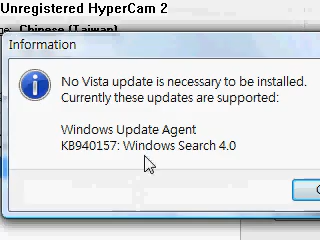 Unregistered HyperCam 2
Chinese (Taiwan)
Information
No Vista update is necessary to be installed.
Currently these updates are supported:
Windows Update Agent
KB940157: Windows Search 4.0